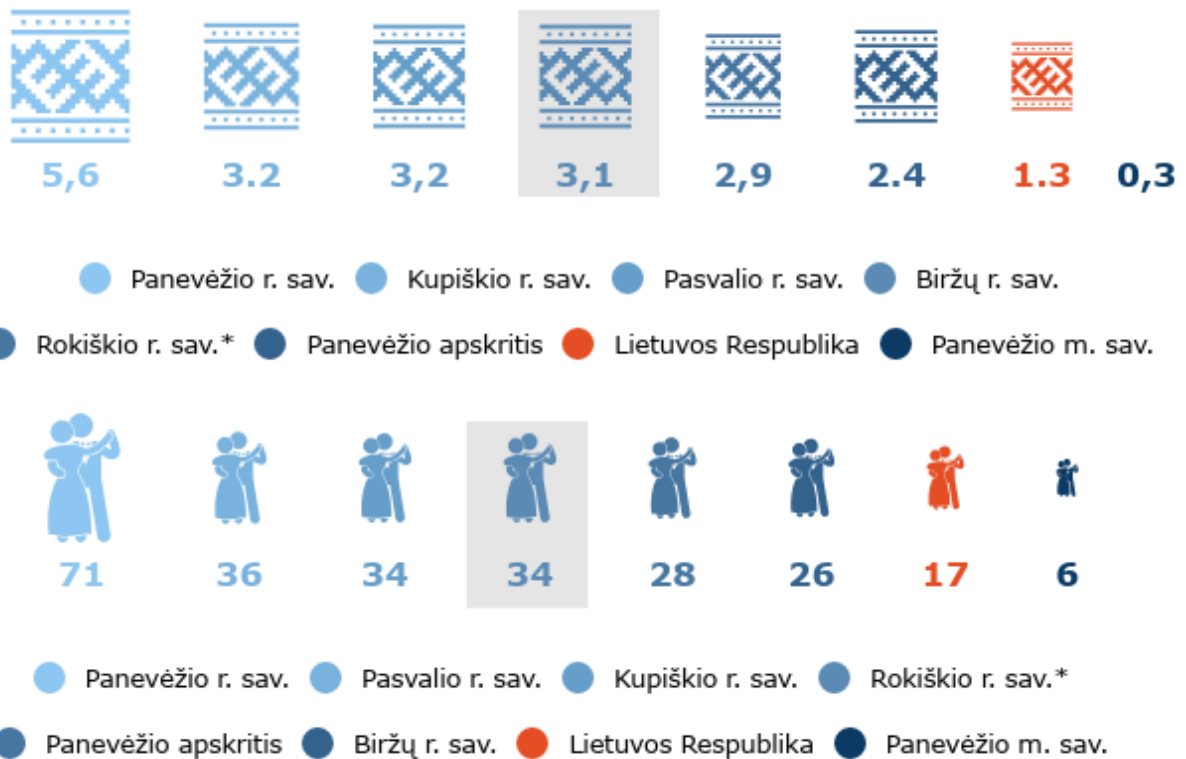 5,6 3.2 3,2 3,1 2,9 2.4 1.3 0,3
Panevėžio r. sav. Kupiškio r. sav. Pasvalio r. sav. Biržų r. sav.
Rokiškio r. sav.* Panevėžio apskritis Lietuvos Respublika Panevėžio m. sav.
71 36 34 34 28 26 17 6
Panevėžio r. sav. Pasvalio r. sav. Kupiškio r. sav. Rokiškio r. sav.*
Panevėžio apskritis Biržų r. sav. Lietuvos Respublika Panevėžio m. sav.